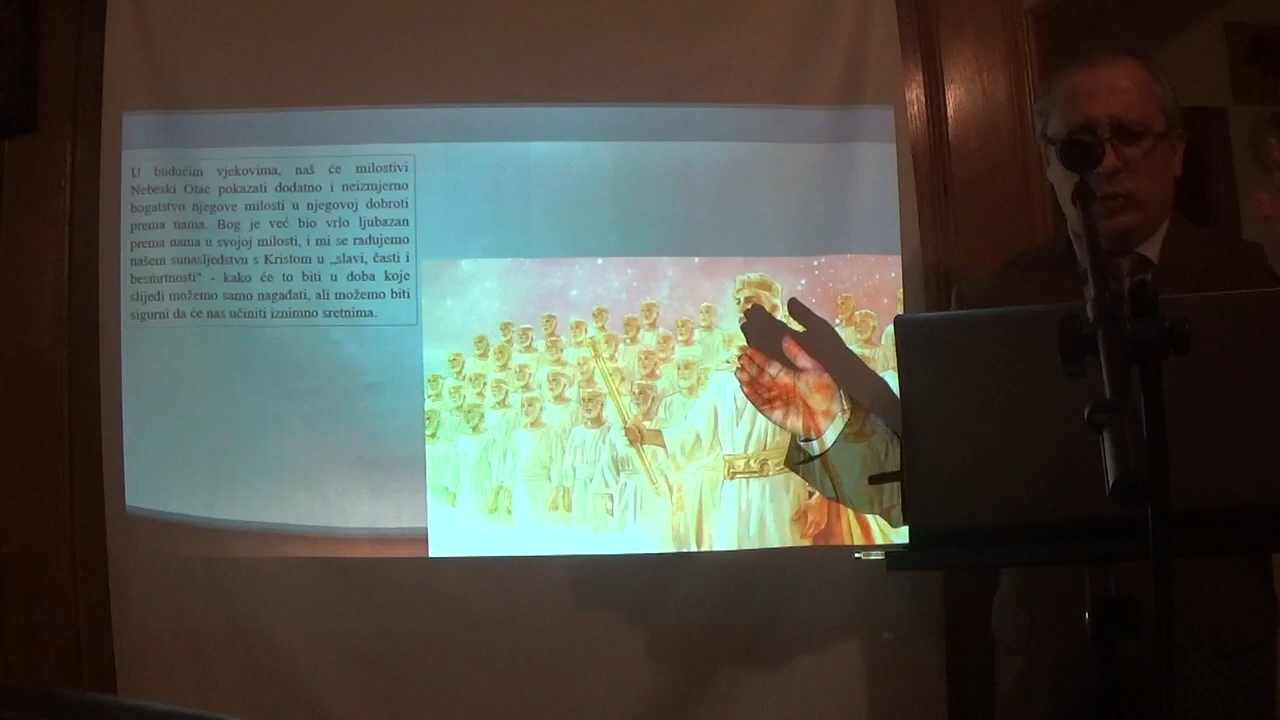 U budućim vjekovima, naš će milostivi
Nebeski Otac pokazati dodatno i neizmjerno
bogatstvo njegove milosti u njegovoj dobroti
prema nama. Bog je već bio vrlo ljubazan
prema nama u svojoj milosti, i mi se radujemo
našem sunasljedstvu s Kristom u „slavi, časti i
besmrtnosti“ - kako će to biti u doba koje
slijedi možemo samo nagađati, ali možemo biti
sigurni da će nas učiniti iznimno sretnima.